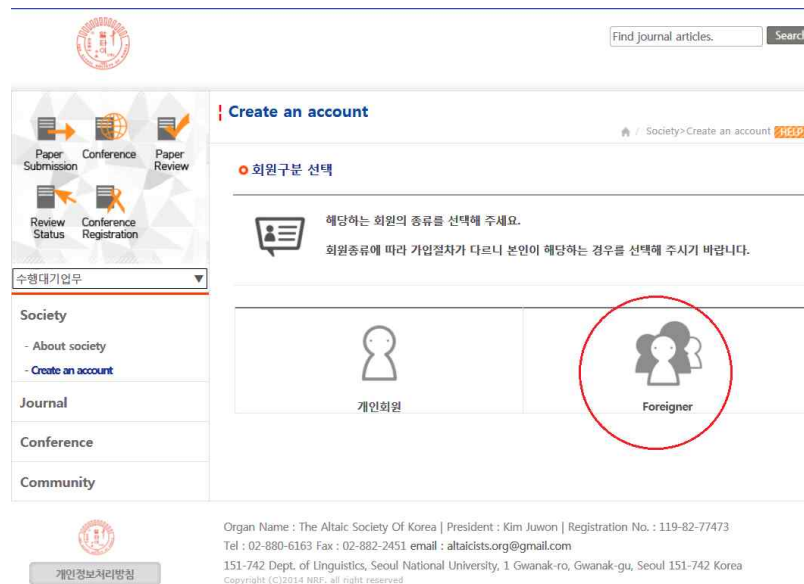 Find journal articles.
Search
Create an account
Society>Create an account HELP
Paper Submission
Conference
Paper Review
Review Status
Conference Registration
수행대기업무 ▼
Society
- About society
- Create an account
Journal
Conference
Community
회원구분 선택
해당하는 회원의 종류를 선택해 주세요.
회원종류에 따라 가입절차가 다르니 본인이 해당하는 경우를 선택해 주시기 바랍니다.
개인회원
Foreigner
개인정보처리방침
Organ Name : The Altaic Society Of Korea | President : Kim Juwon | Registration No. : 119-82-77473
Tel : 02-880-6163 Fax : 02-882-2451 email : altaicists.org@gmail.com
151-742 Dept. of Linguistics, Seoul National University, 1 Gwanak-ro, Gwanak-gu, Seoul 151-742 Korea
Copyright (C)2014 NRF. all right reserved